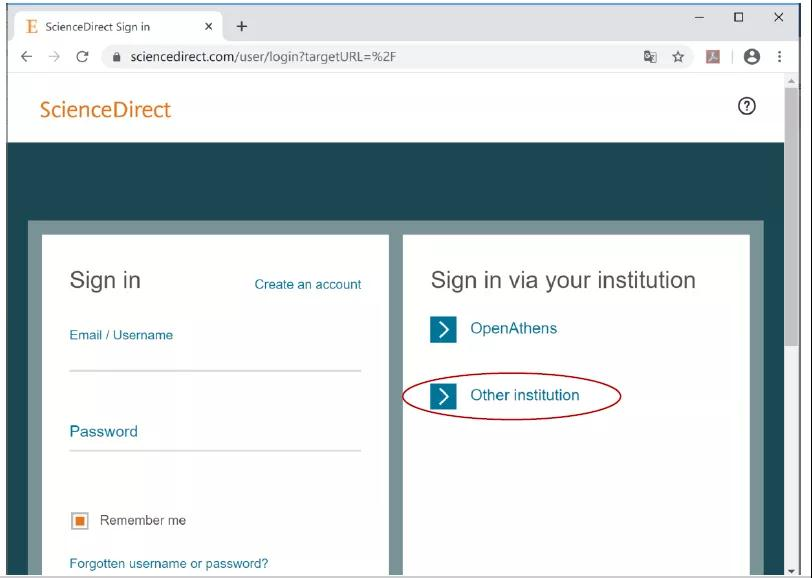 ScienceDirect Sign in
sciencedirect.com/user/login?targetURL=%2F
ScienceDirect
Sign in
Create an account
Email / Username
Password
Remember me
Forgotten username or password?
Sign in via your institution
OpenAthens
Other institution